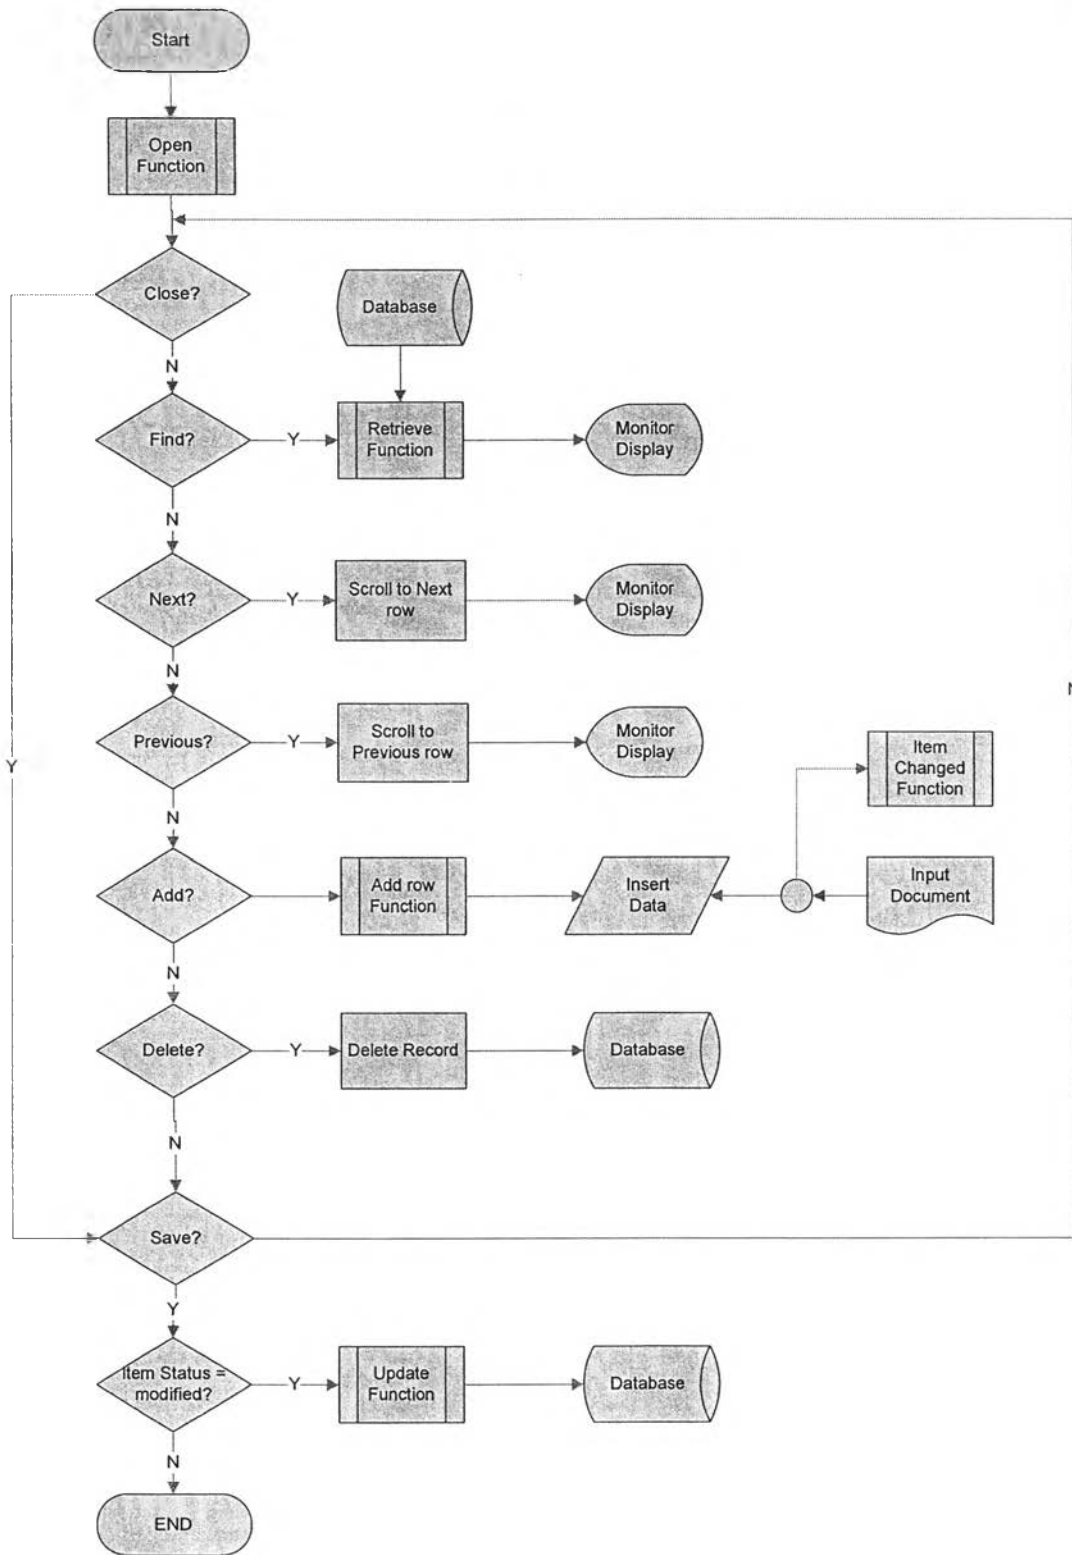 Start
Open
Function
Close?
Database
N
Find?
Y
Retrieve
Function
Monitor
Display
N
Next?
Y
Scroll to Next
row
Monitor
Display
N
Previous?
Y
Scroll to
Previous row
Monitor
Display
Item
Changed
Function
Y
N
Add?
Add row
Function
Insert
Data
Input
Document
N
Delete?
Y
Delete Record
Database
N
Save?
Y
Item Status =
modified?
Y
Update
Function
Database
N
END